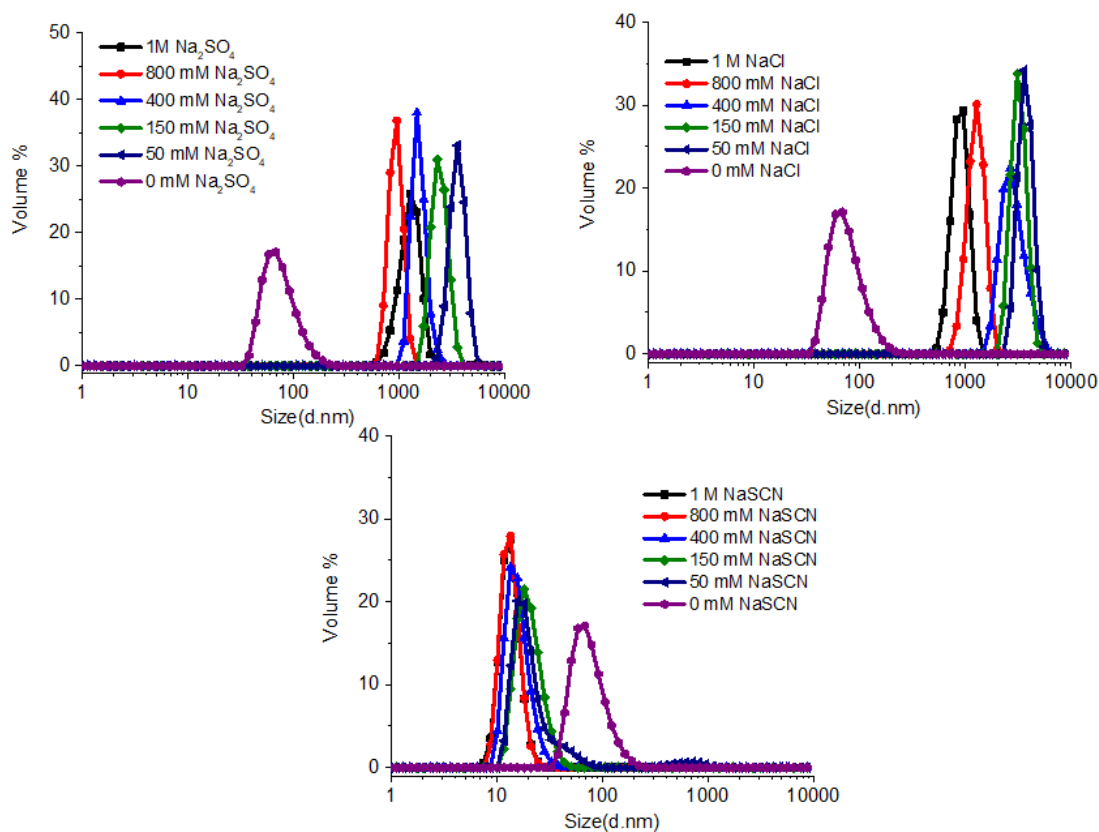 50
40
30
20
10
0
Volume %
1M Na₂SO₄
800 mM Na₂SO₄
400 mM Na₂SO₄
150 mM Na₂SO₄
50 mM Na₂SO₄
0 mM Na₂SO₄
1 10 100 1000 10000
Size(d.nm)
40
30
20
10
0
Volume %
1 M NaCl
800 mM NaCl
400 mM NaCl
150 mM NaCl
50 mM NaCl
0 mM NaCl
1 10 100 1000 10000
Size(d.nm)
40
30
20
10
0
Volume %
1 M NaSCN
800 mM NaSCN
400 mM NaSCN
150 mM NaSCN
50 mM NaSCN
0 mM NaSCN
1 10 100 1000 10000
Size(d.nm)